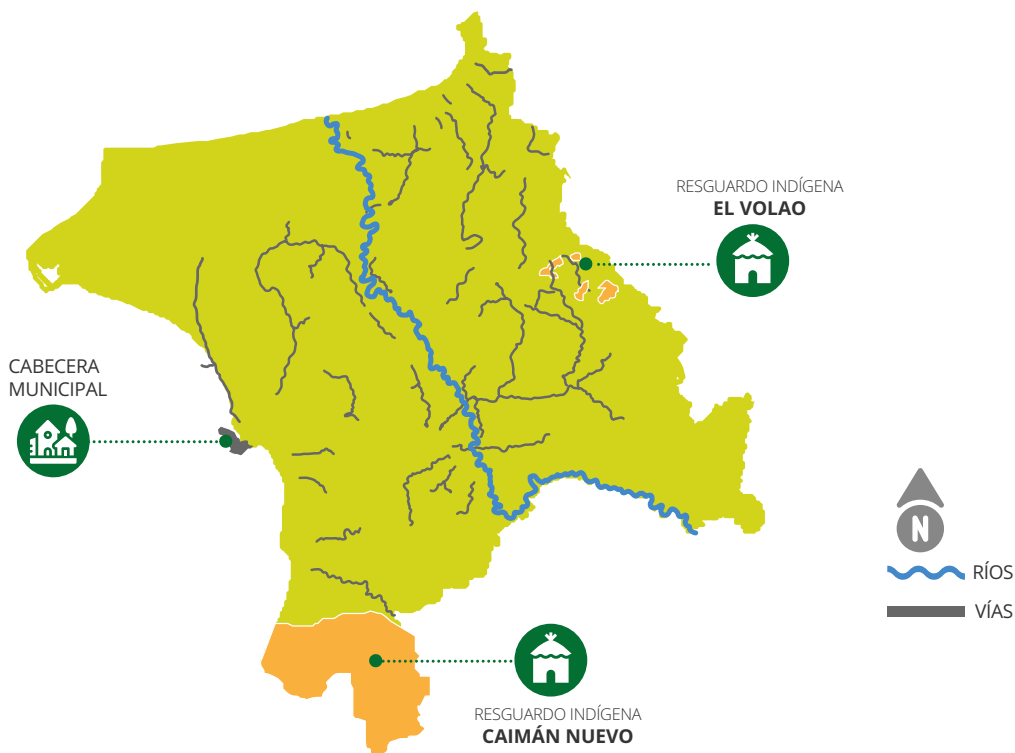 RESGUARDO INDÍGENA
EL VOLAO
CABECERA
MUNICIPAL
N
RÍOS
VÍAS
RESGUARDO INDÍGENA
CAIMÁN NUEVO